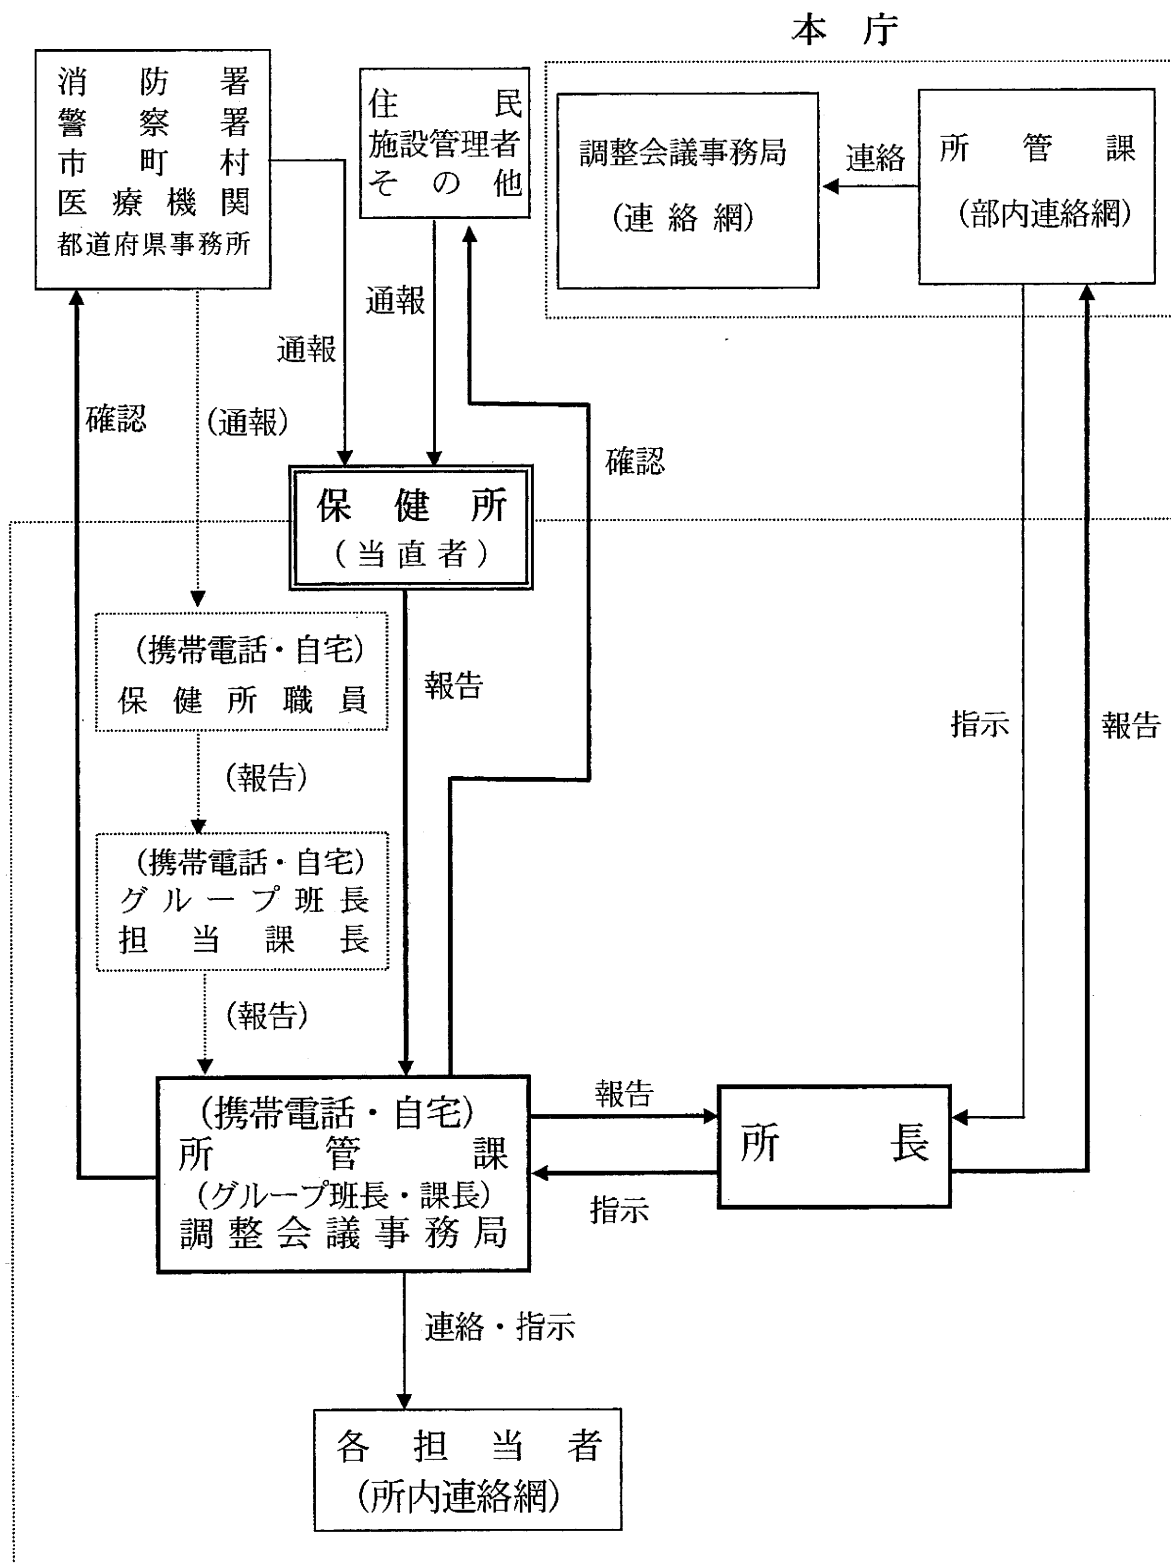 本庁
消防署
警察署
市町村
医療機関
都道府県事務所
住民
施設管理者
その他
調整会議事務局
(連絡網)
連絡
所管課
(部内連絡網)
通報
通報
確認
(通報)
確認
保健所
(当直者)
(携帯電話・自宅)
保健所職員
報告
指示
報告
(報告)
(携帯電話・自宅)
グループ班長
担当課長
(報告)
(携帯電話・自宅)
所管課
(グループ班長・課長)
調整会議事務局
報告
指示
所長
連絡・指示
各担当者
(所内連絡網)